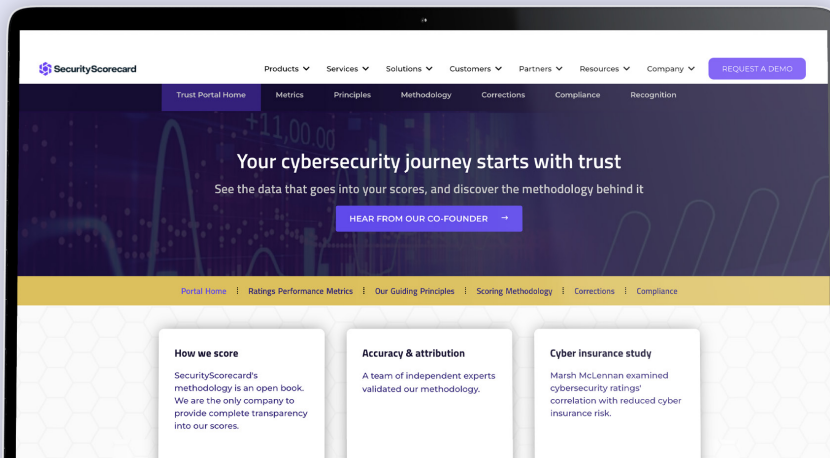 SecurityScorecard
Products Services Solutions Customers Partners Resources Company REQUEST A DEMO
Trust Portal Home Metrics Principles Methodology Corrections Compliance Recognition
+11,00.00
Your cybersecurity journey starts with trust
See the data that goes into your scores, and discover the methodology behind it
HEAR FROM OUR CO-FOUNDER →
Portal Home ⋮ Ratings Performance Metrics ⋮ Our Guiding Principles ⋮ Scoring Methodology ⋮ Corrections ⋮ Compliance
How we score
SecurityScorecard's
methodology is an open book.
We are the only company to
provide complete transparency
into our scores.
Accuracy & attribution
A team of independent experts
validated our methodology.
Cyber insurance study
Marsh McLennan examined
cybersecurity ratings'
correlation with reduced cyber
insurance risk.